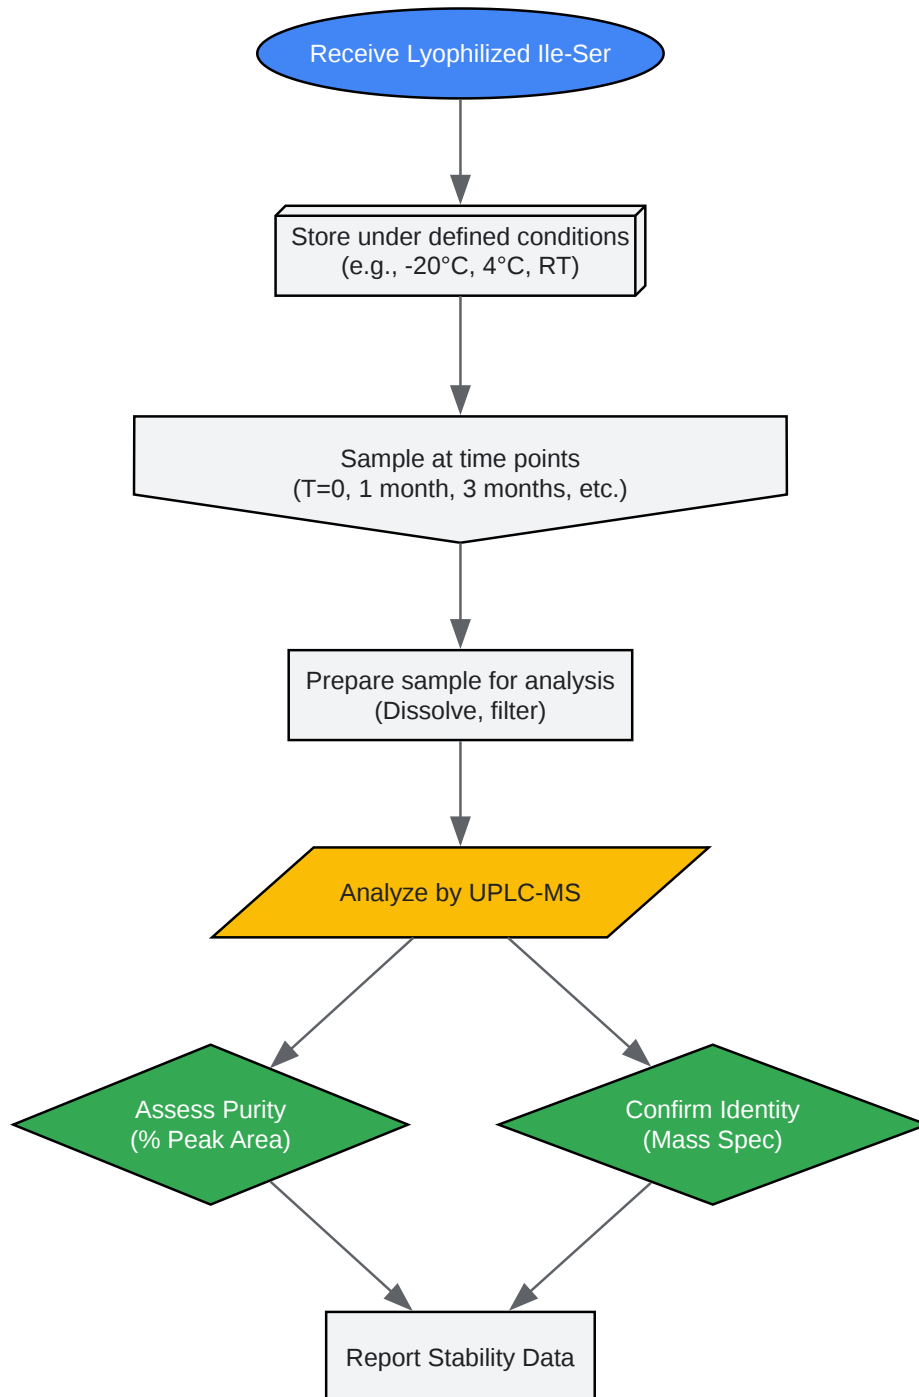 Receive Lyophilized Ile-Ser
Store under defined conditions
(e.g., -20°C, 4°C, RT)
Sample at time points
(T=0, 1 month, 3 months, etc.)
Prepare sample for analysis
(Dissolve, filter)
Analyze by UPLC-MS
Assess Purity
(% Peak Area)
Confirm Identity
(Mass Spec)
Report Stability Data